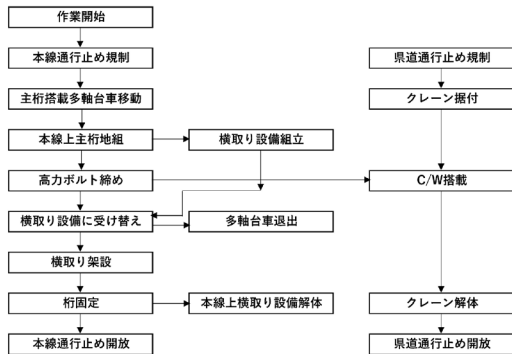 作業開始
本線通行止め規制
県道通行止め規制
主桁搭載多軸台車移動
クレーン据付
本線上主桁地組
横取り設備組立
高力ボルト締め
C/W搭載
横取り設備に受け替え
多軸台車退出
横取り架設
桁固定
本線上横取り設備解体
クレーン解体
本線通行止め開放
県道通行止め開放